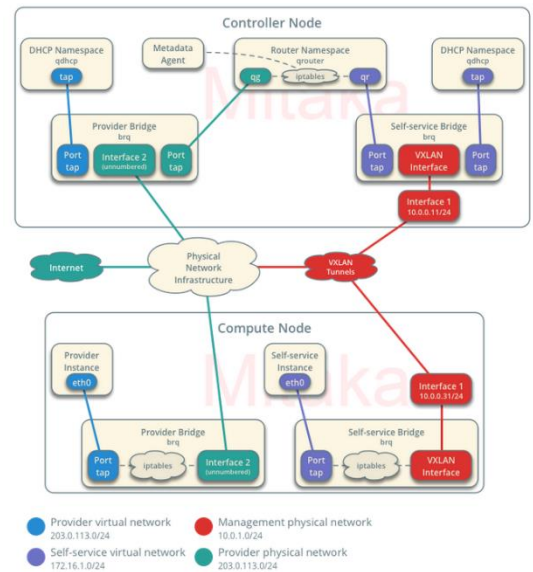 Controller Node
DHCP Namespace
qdhcp
tap
Metadata
Agent
Router Namespace
qrouter
qg
iptables
qr
DHCP Namespace
qdhcp
tap
Mitaka
Provider Bridge
brq
Port
tap
Interface 2
(unnumbered)
Port
tap
Self-service Bridge
brq
Port
tap
VXLAN
Interface
Port
tap
Interface 1
10.0.0.11/24
Internet
Physical
Network
Infrastructure
VXLAN
Tunnels
Compute Node
Provider
Instance
eth0
Self-service
Instance
eth0
Mitaka
Interface 1
10.0.0.31/24
Provider Bridge
brq
Port
tap
iptables
Interface 2
(unnumbered)
Self-service Bridge
brq
Port
tap
iptables
VXLAN
Interface
Provider virtual network
203.0.113.0/24
Management physical network
10.0.1.0/24
Self-service virtual network
172.16.1.0/24
Provider physical network
203.0.113.0/24